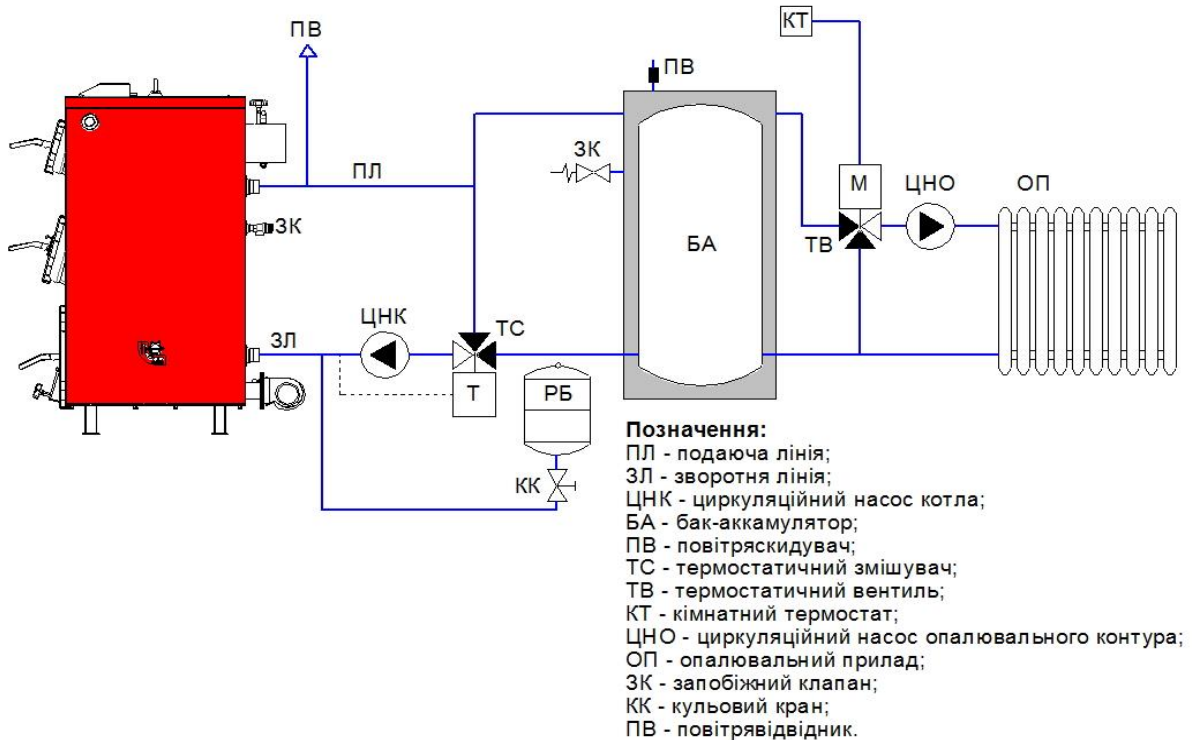 ПВ
КТ
ПВ
ЗК
ПЛ
М
ЦНО
ОП
ЗК
БА
ТВ
ЦНК
ТС
ЗЛ
Т
РБ
КК
Позначення:
ПЛ - подаюча лінія;
ЗЛ - зворотня лінія;
ЦНК - циркуляційний насос котла;
БА - бак-аккамулятор;
ПВ - повітряскидувач;
ТС - термостатичний змішувач;
ТВ - термостатичний вентиль;
КТ - кімнатний термостат;
ЦНО - циркуляційний насос опалювального контура;
ОП - опалювальний прилад;
ЗК - запобіжний клапан;
КК - кульовий кран;
ПВ - повітрявідвідник.